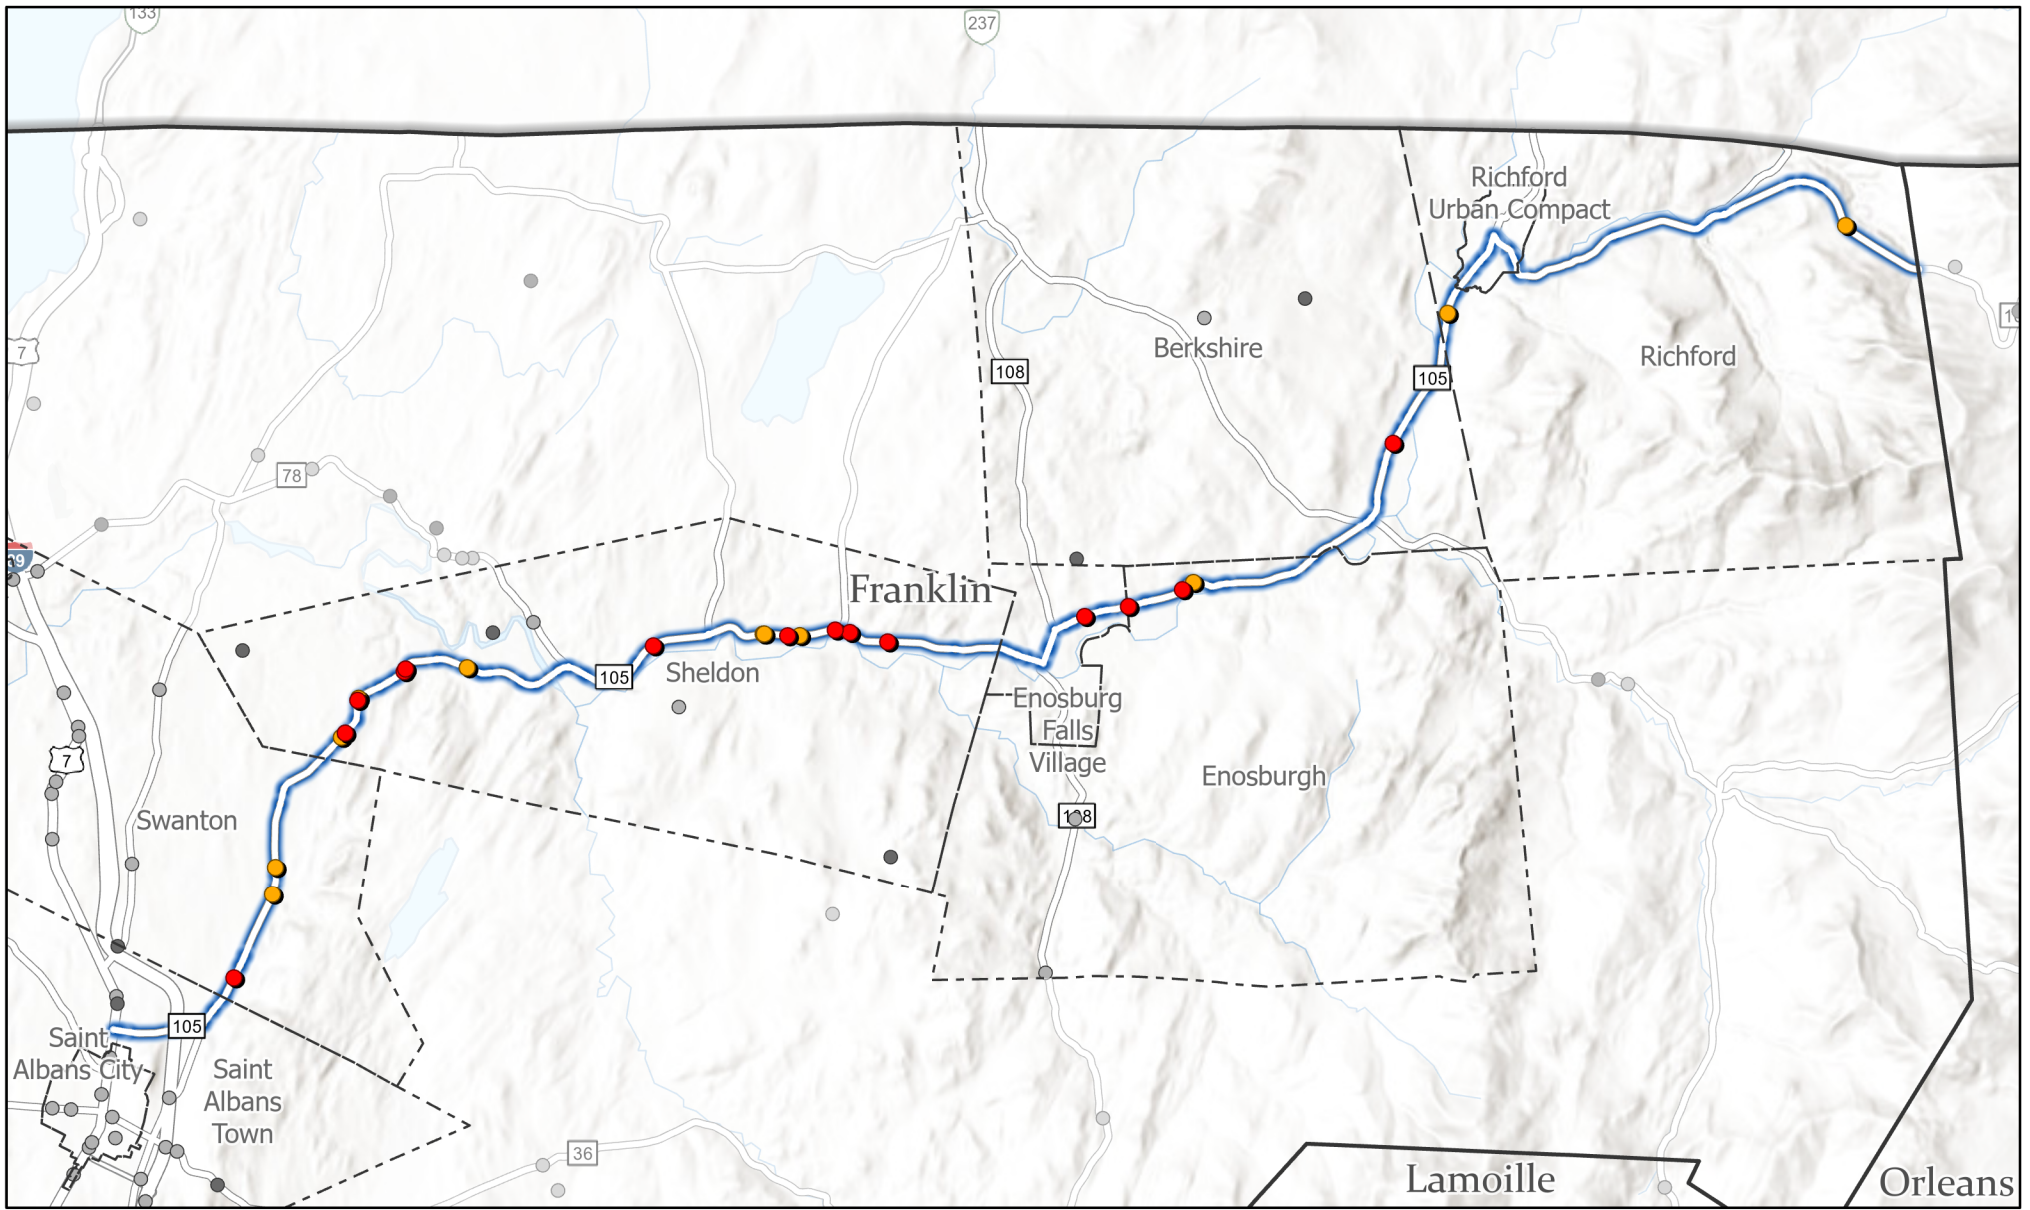 133
237
Richford
Urban Compact
7
Berkshire
Richford
108
105
78
Franklin
105
Sheldon
Enosburg
Falls
Village
7
Enosburgh
Swanton
Saint
Albans City
105
Saint
Albans
Town
36
Lamoille
Orleans